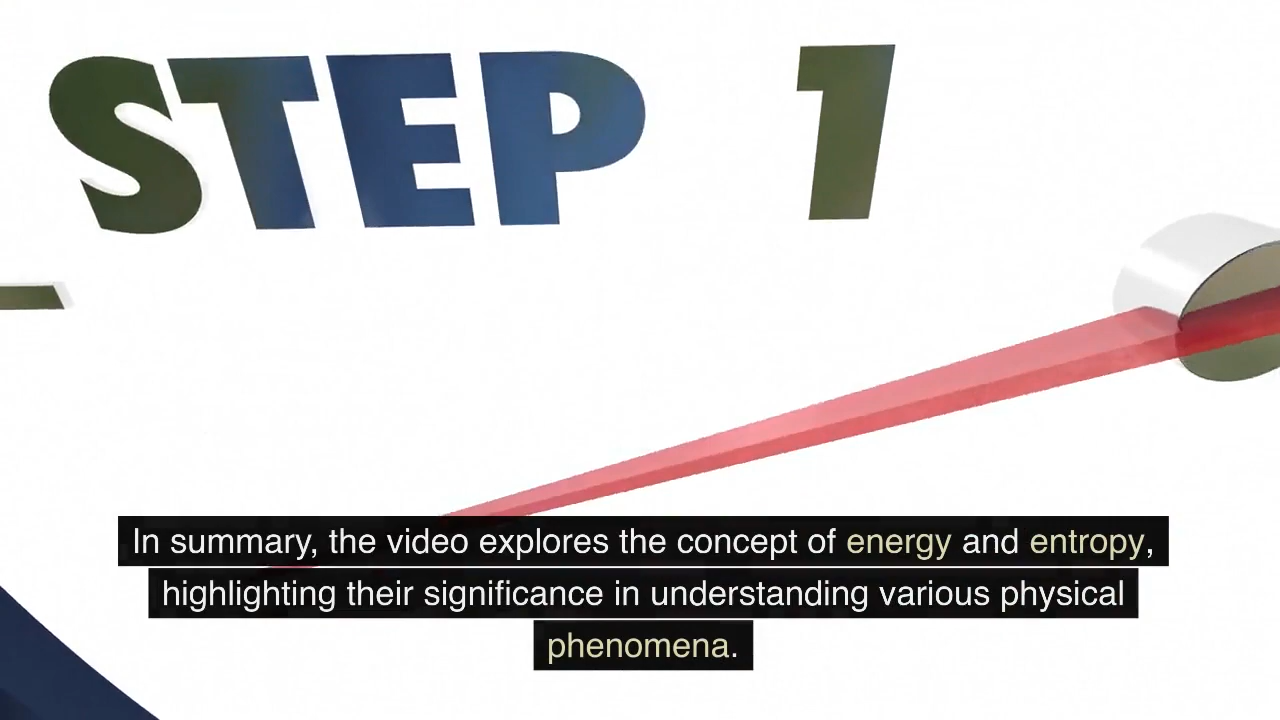 STEP 1
In summary, the video explores the concept of energy and entropy,
highlighting their significance in understanding various physical
phenomena.